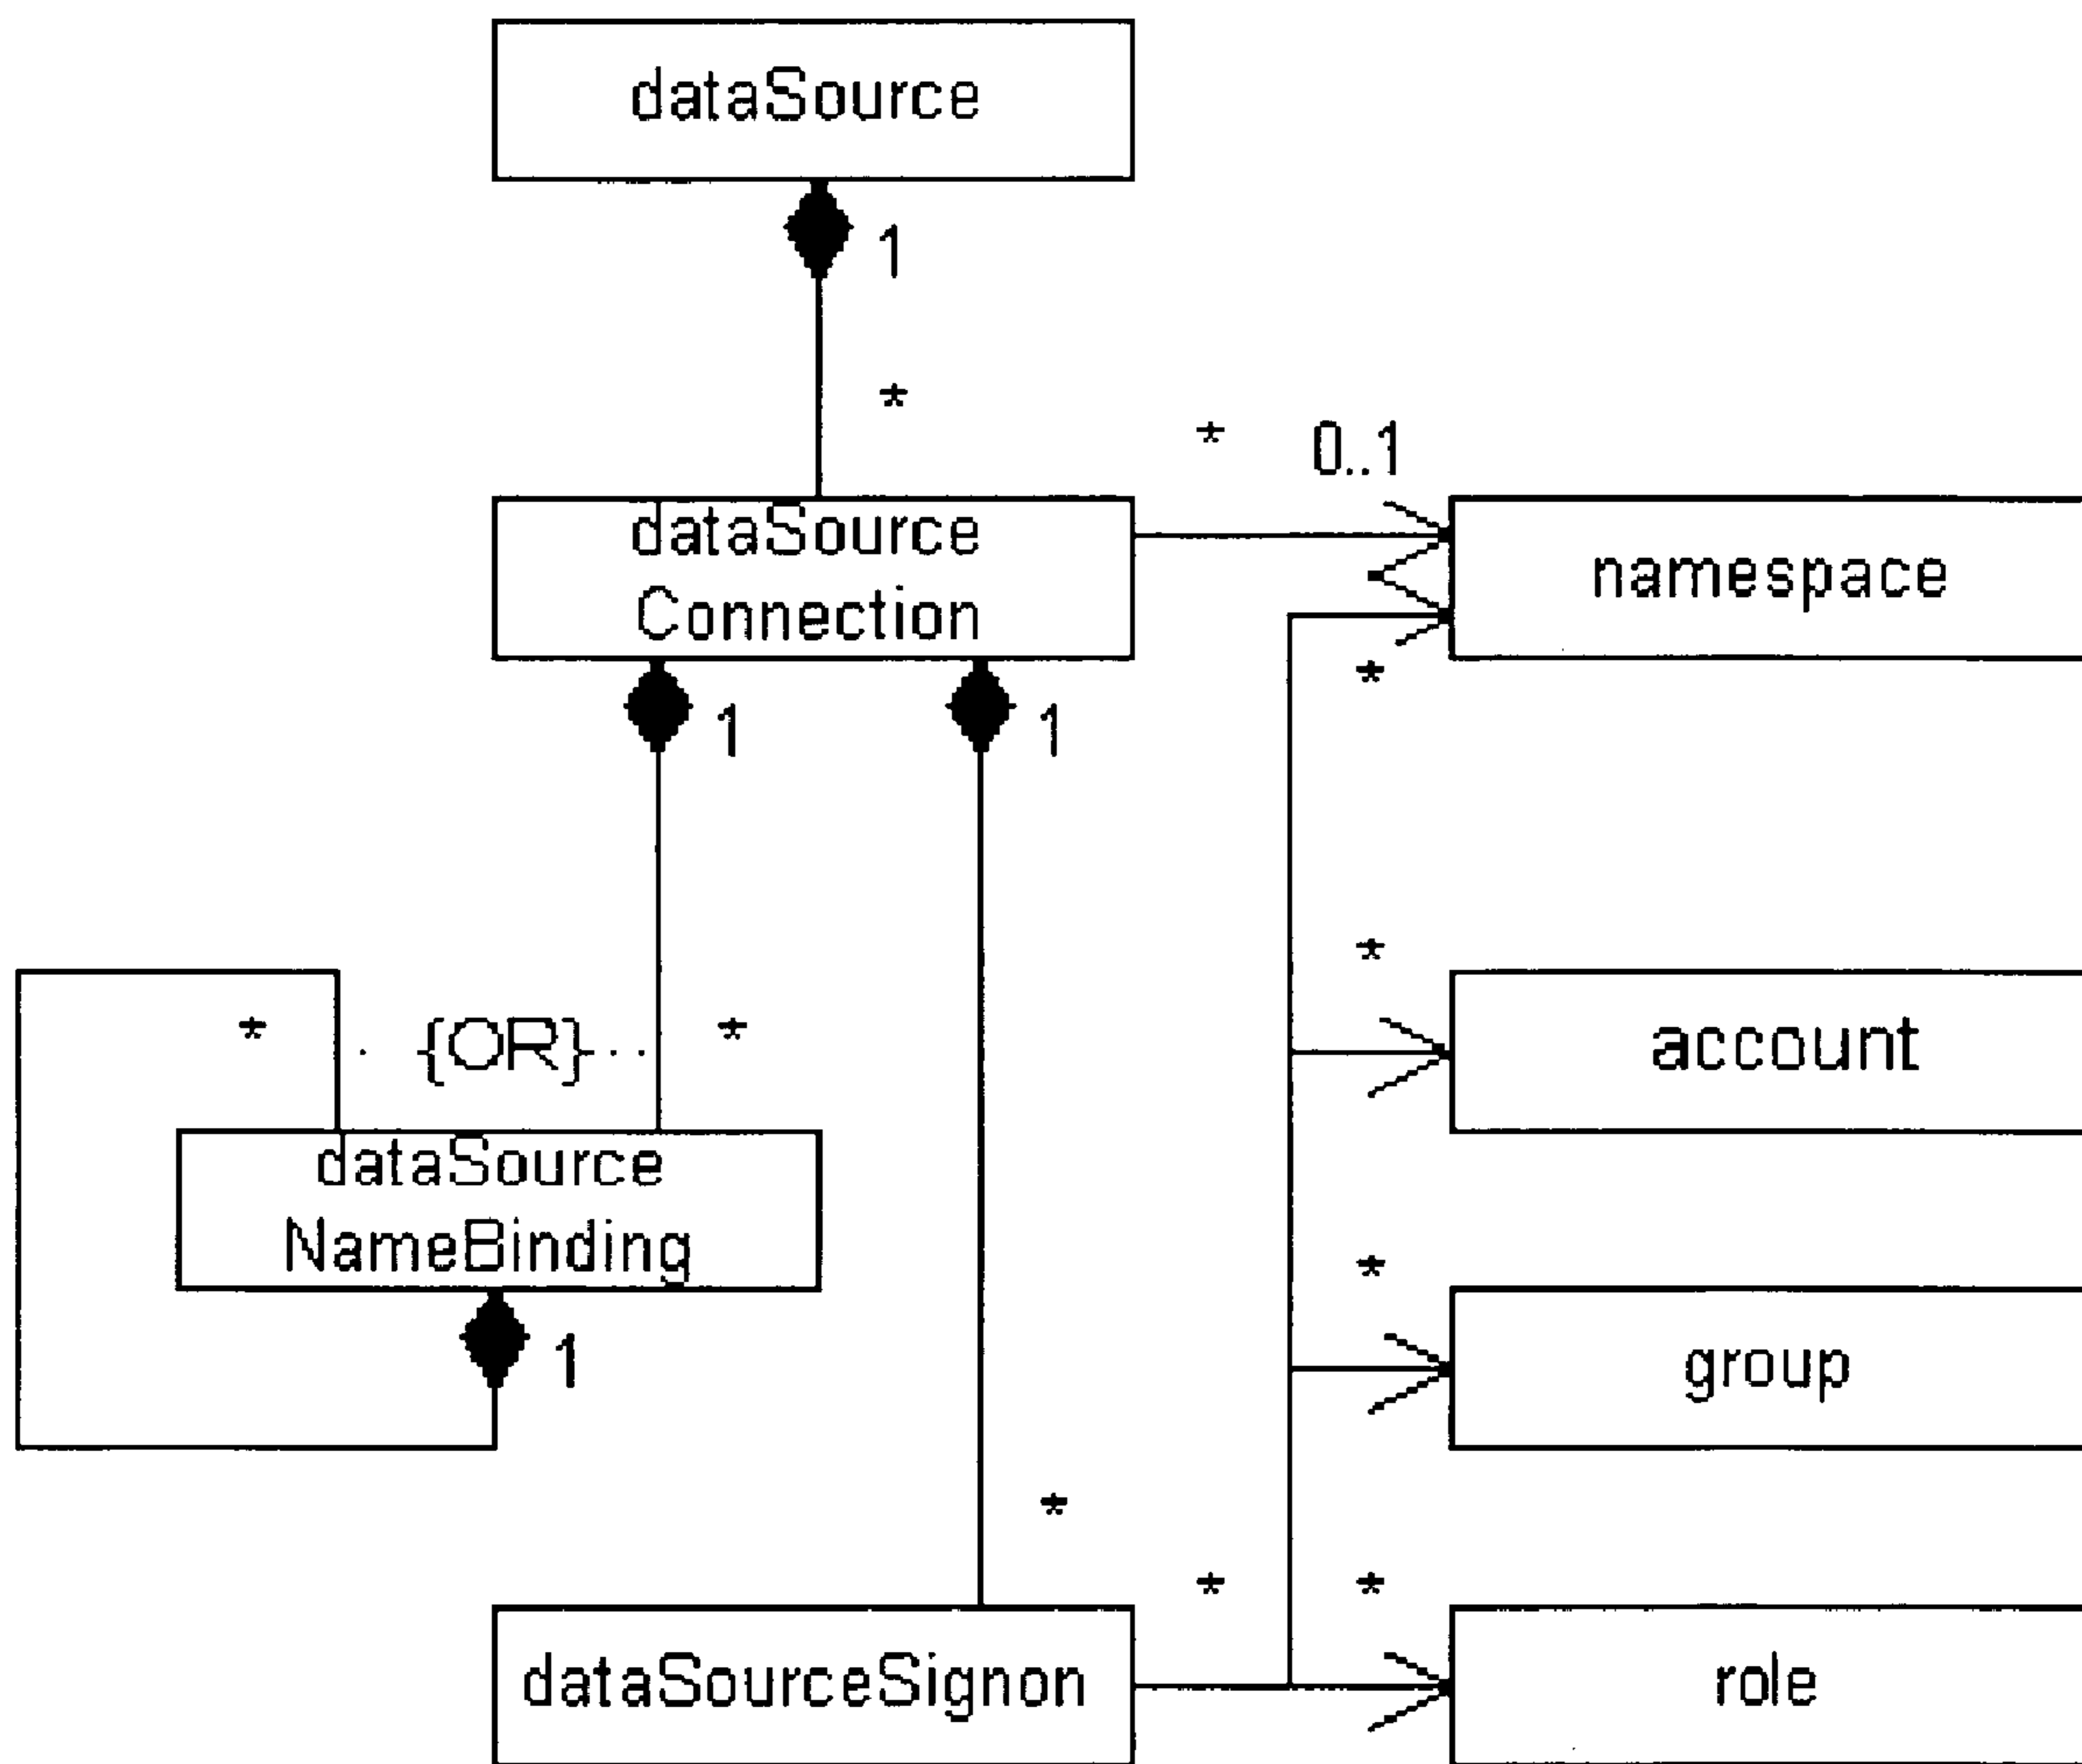 dataSource
1
*
* 0..1
dataSource
Connection
namespace
*
1 1
*
account
* {OR} *
dataSource
NameBinding
*
group
1
*
* *
dataSourceSignon
role